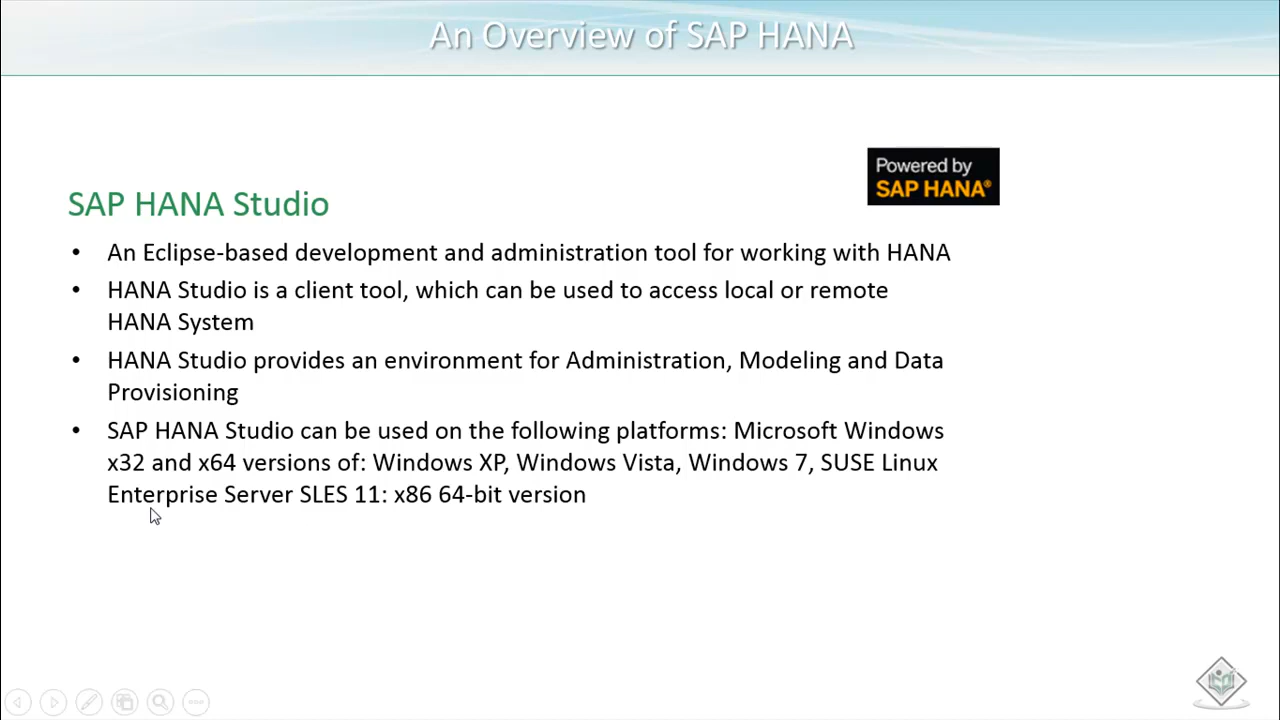 An Overview of SAP HANA
Powered by
SAP HANA®
SAP HANA Studio
• An Eclipse-based development and administration tool for working with HANA
• HANA Studio is a client tool, which can be used to access local or remote
HANA System
• HANA Studio provides an environment for Administration, Modeling and Data
Provisioning
• SAP HANA Studio can be used on the following platforms: Microsoft Windows
x32 and x64 versions of: Windows XP, Windows Vista, Windows 7, SUSE Linux
Enterprise Server SLES 11: x86 64-bit version